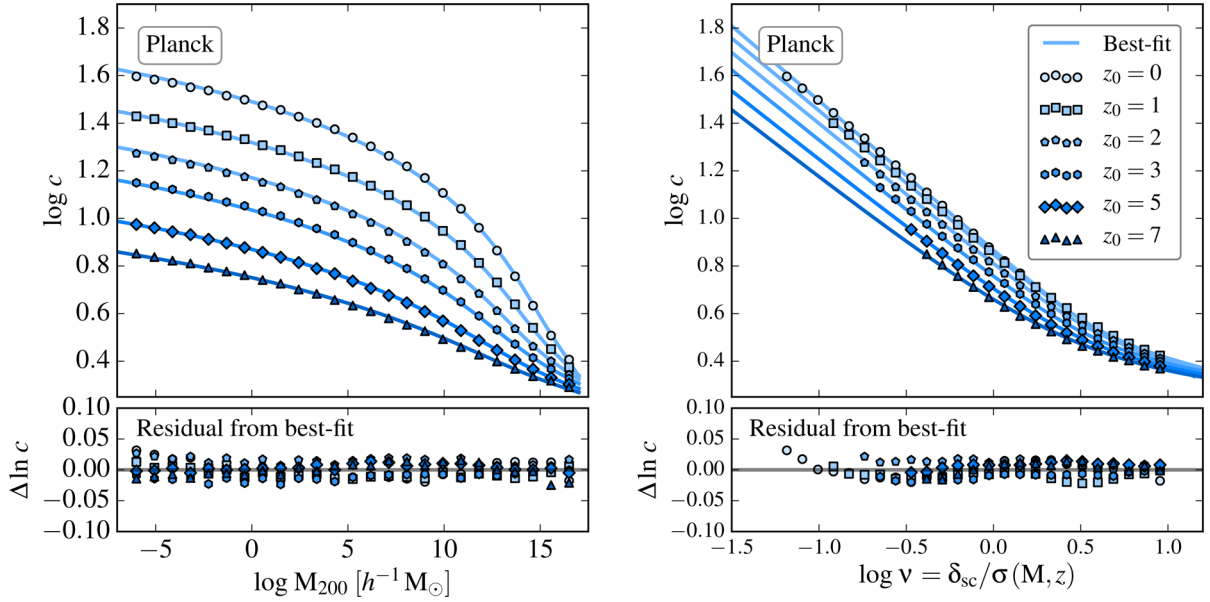 1.8
1.6
1.4
1.2
1.0
0.8
0.6
0.4
log c
Planck
0.10
0.05
0.00
−0.05
−0.10
Δ ln c
Residual from best-fit
−5
0
5
10
15
log M₂₀₀ [h⁻¹ M☉]
1.8
1.6
1.4
1.2
1.0
0.8
0.6
0.4
log c
Planck
Best-fit
z₀ = 0
z₀ = 1
z₀ = 2
z₀ = 3
z₀ = 5
z₀ = 7
0.10
0.05
0.00
−0.05
−0.10
Δ ln c
Residual from best-fit
−1.5
−1.0
−0.5
0.0
0.5
1.0
log ν = δsc/σ(M, z)